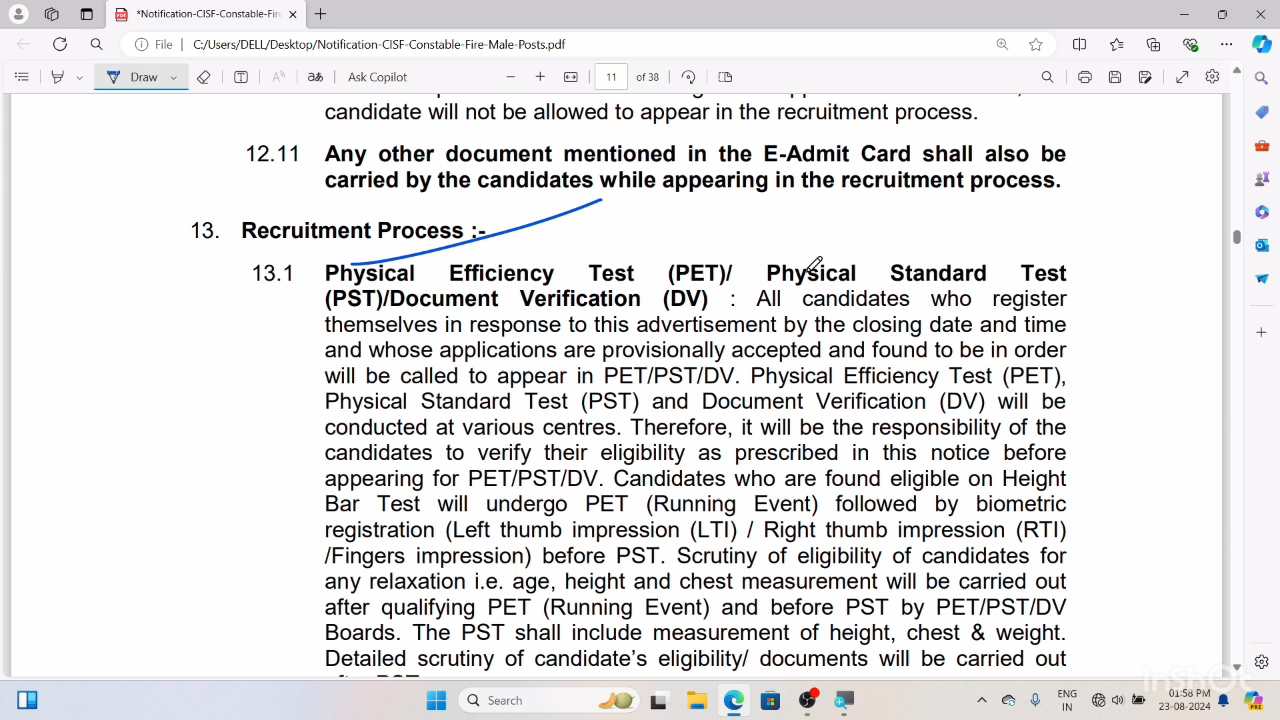 *Notification-CISF-Constable-Fire
File C:/Users/DELL/Desktop/Notification-CISF-Constable-Fire-Male-Posts.pdf
Draw Ask Copilot 11 of 38
candidate will not be allowed to appear in the recruitment process.
12.11 Any other document mentioned in the E-Admit Card shall also be
carried by the candidates while appearing in the recruitment process.
13. Recruitment Process :-
13.1 Physical Efficiency Test (PET)/ Physical Standard Test
(PST)/Document Verification (DV) : All candidates who register
themselves in response to this advertisement by the closing date and time
and whose applications are provisionally accepted and found to be in order
will be called to appear in PET/PST/DV. Physical Efficiency Test (PET),
Physical Standard Test (PST) and Document Verification (DV) will be
conducted at various centres. Therefore, it will be the responsibility of the
candidates to verify their eligibility as prescribed in this notice before
appearing for PET/PST/DV. Candidates who are found eligible on Height
Bar Test will undergo PET (Running Event) followed by biometric
registration (Left thumb impression (LTI) / Right thumb impression (RTI)
/Fingers impression) before PST. Scrutiny of eligibility of candidates for
any relaxation i.e. age, height and chest measurement will be carried out
after qualifying PET (Running Event) and before PST by PET/PST/DV
Boards. The PST shall include measurement of height, chest & weight.
Detailed scrutiny of candidate's eligibility/ documents will be carried out
InShOt
Search
ENG
IN
01:58 PM
23-08-2024